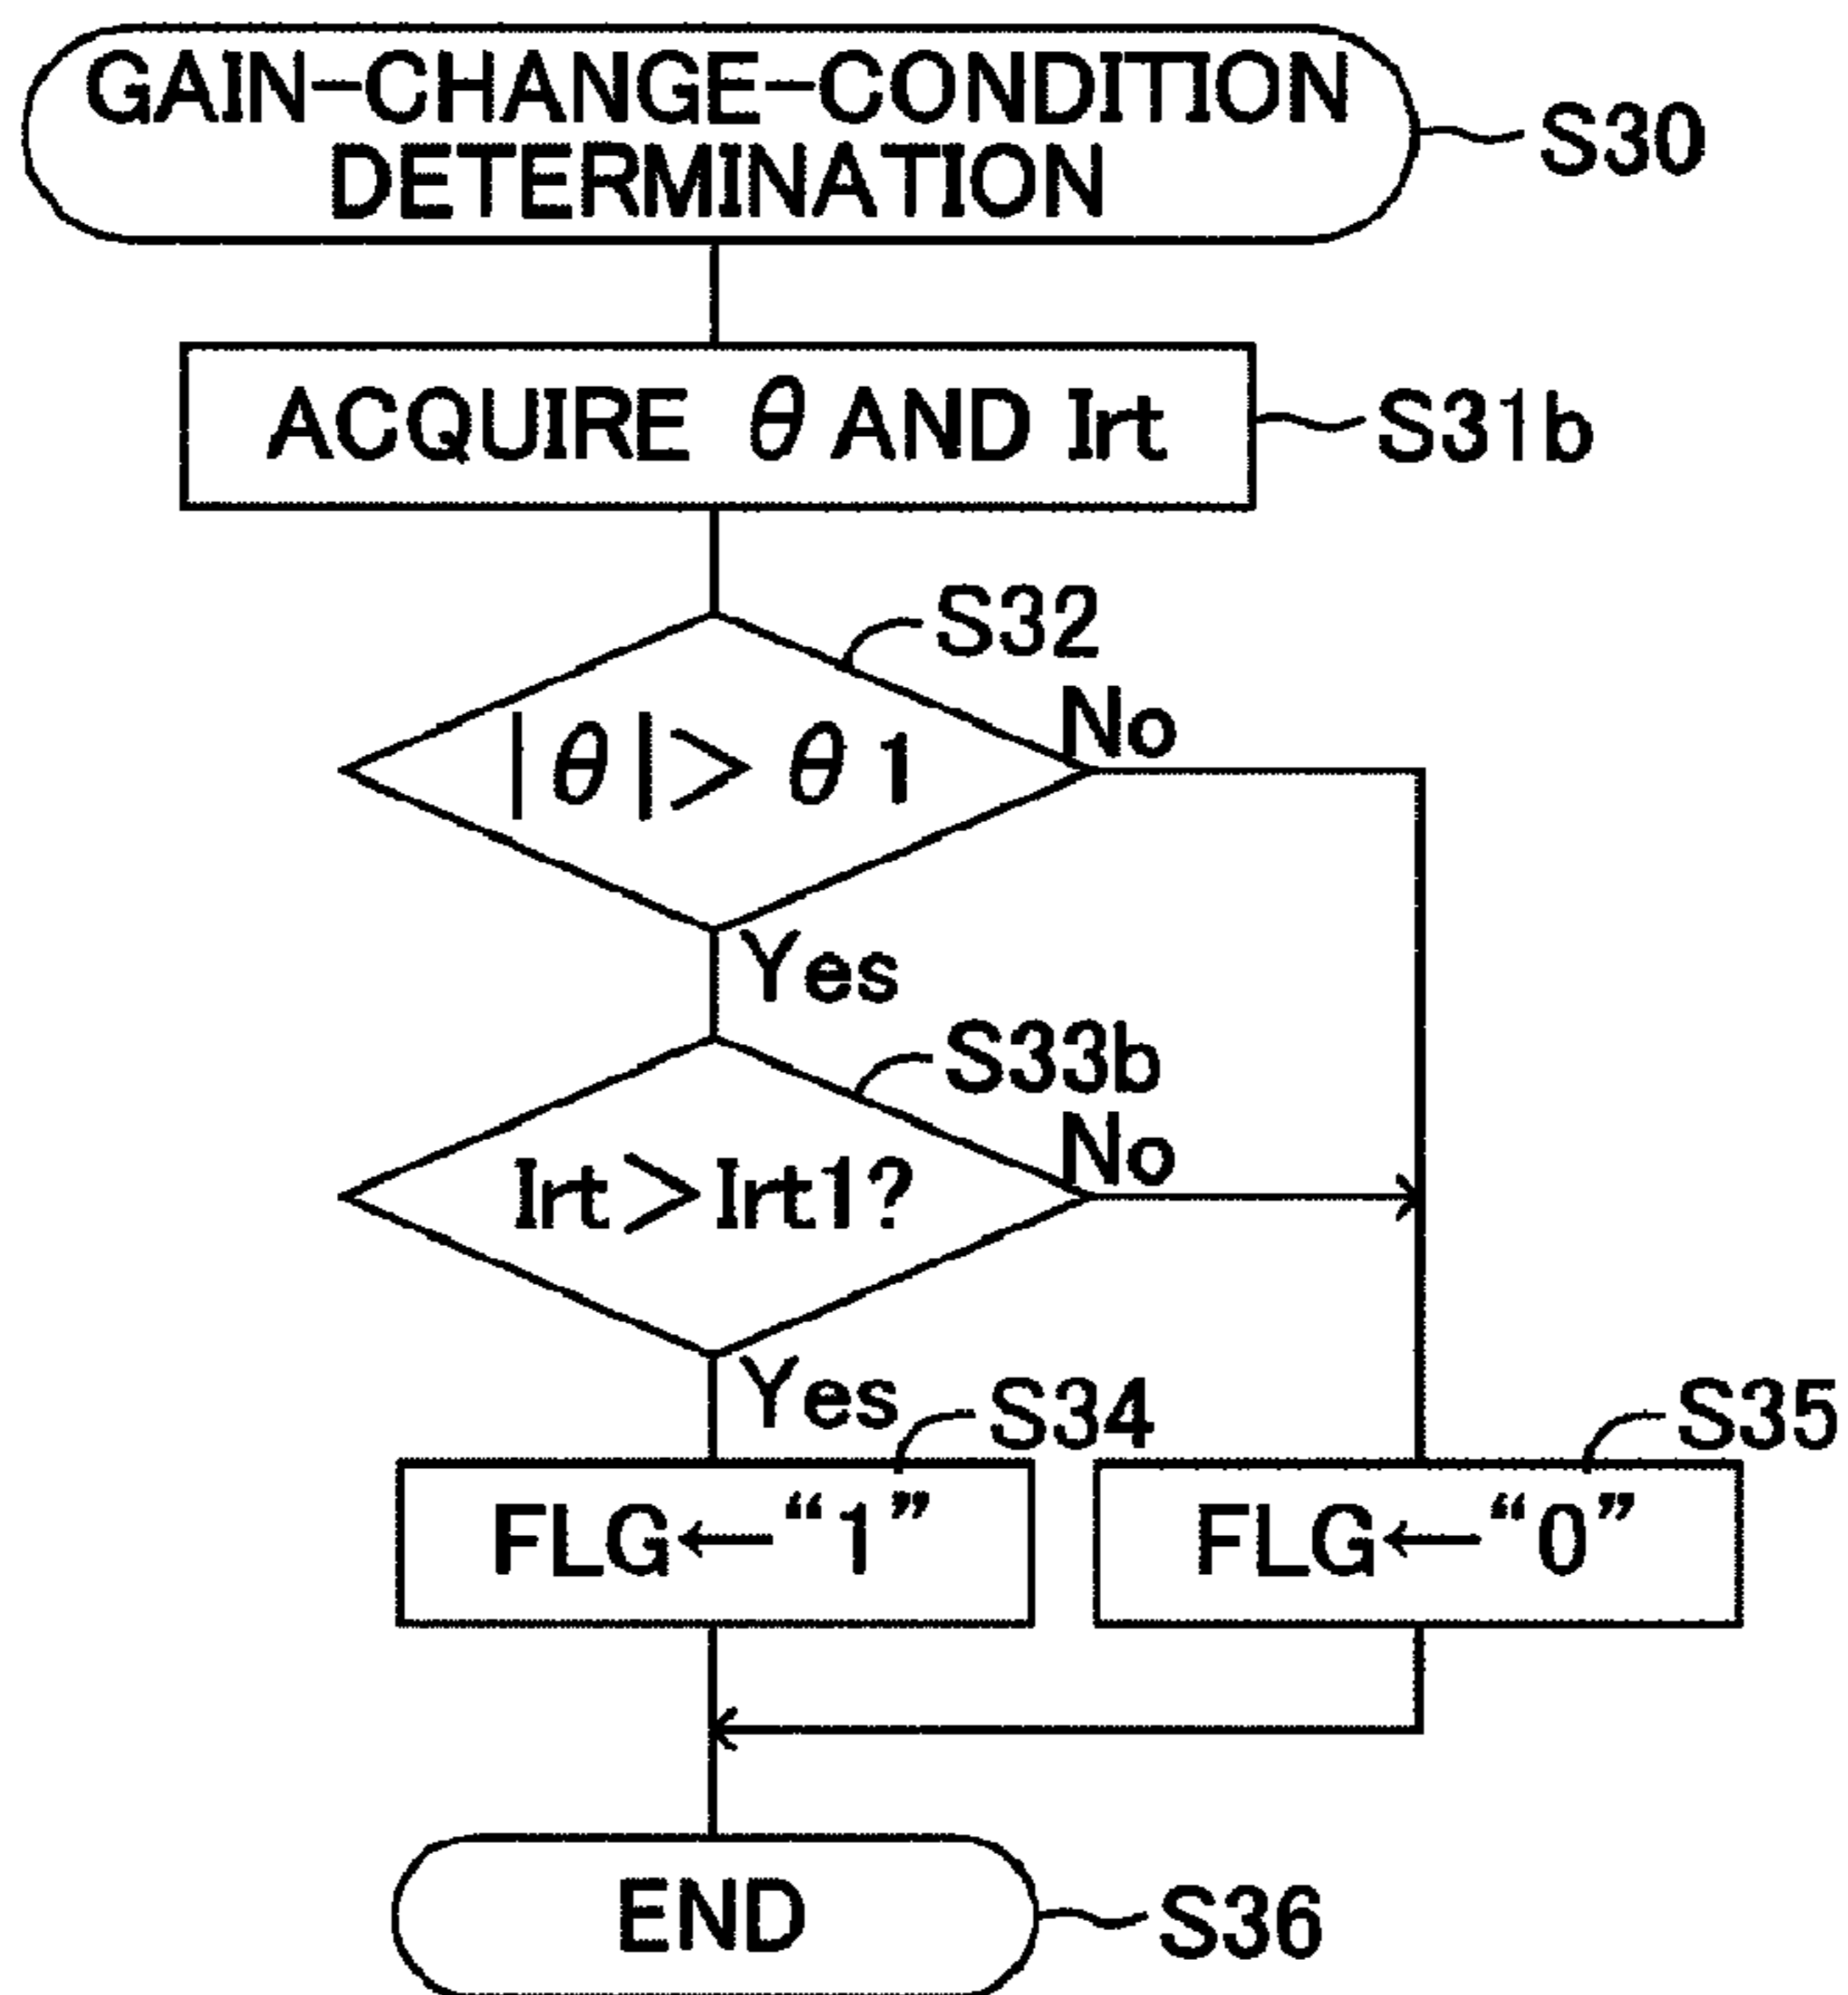 GAIN-CHANGE-CONDITION
DETERMINATION
S30
ACQUIRE θ AND Irt
S31b
S32
|θ|> θ1
No
Yes
S33b
Irt>Irt1?
No
Yes
S34
FLG←“1”
S35
FLG←“0”
END
S36